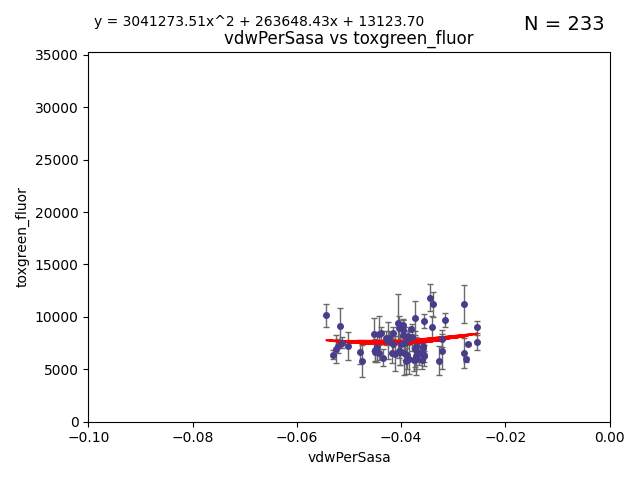 y = 3041273.51x^2 + 263648.43x + 13123.70
N = 233
vdwPerSasa vs toxgreen_fluor
35000
30000
25000
20000
15000
10000
5000
0
toxgreen_fluor
−0.10
−0.08
−0.06
−0.04
−0.02
0.00
vdwPerSasa